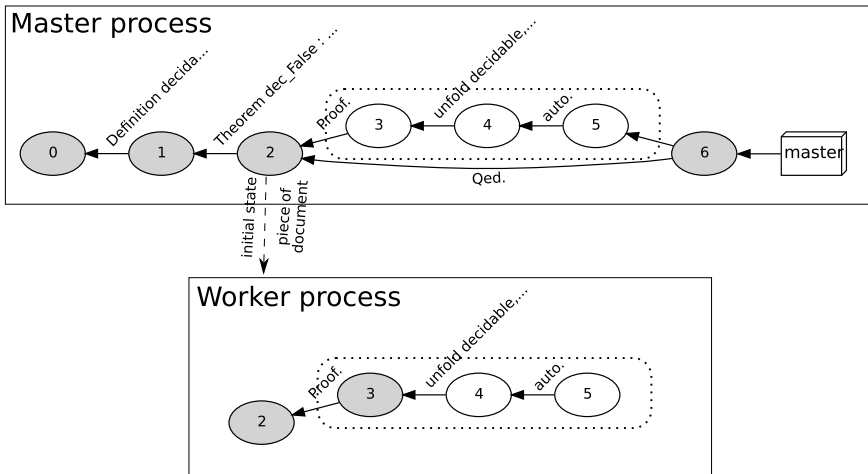 Master process
Definition decida...
Theorem dec_False : ...
Proof.
unfold decidable,...
auto.
0
1
2
3
4
5
6
master
Qed.
initial state
piece of
document
Worker process
Proof.
unfold decidable,...
auto.
2
3
4
5